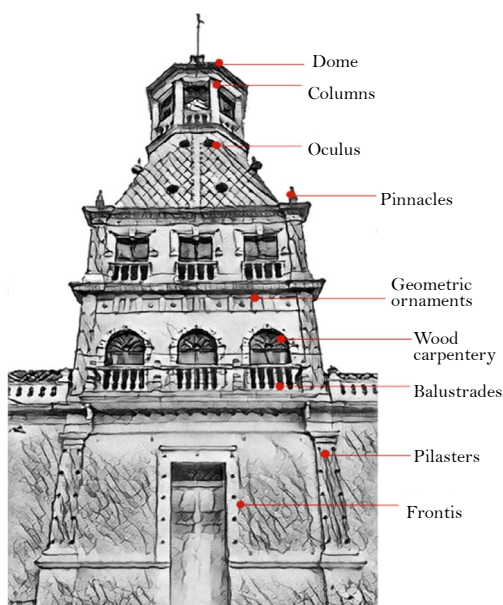 Dome
Columns
Oculus
Pinnacles
Geometric
ornaments
Wood
carpentery
Balustrades
Pilasters
Frontis